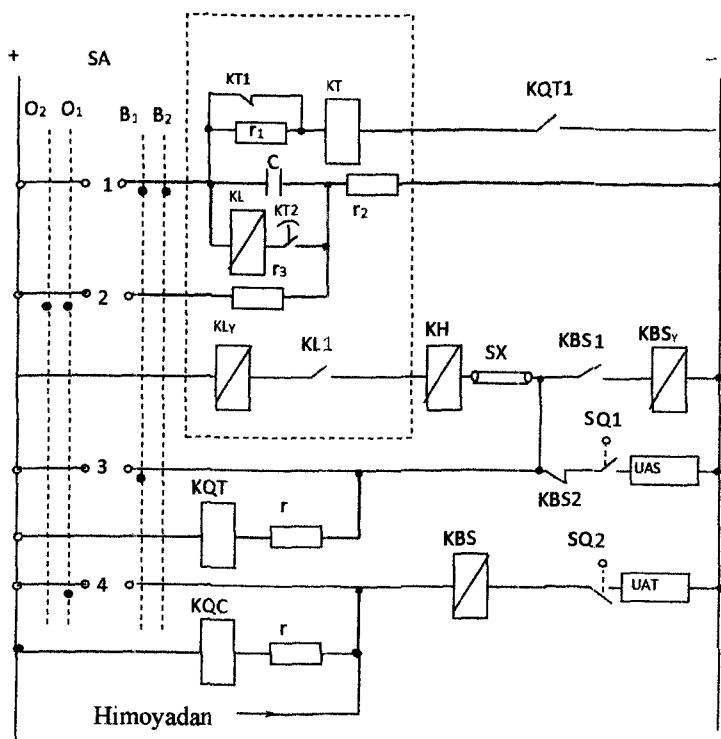 + SA –
O₂ O₁ B₁ B₂
KT1 KT KQT1
r₁
C
1
r₂
KL KT2
r₃
2
KLY KL1 KH SX KBS1 KBSY
SQ1
3
UAS
KQT r KBS2
KBS SQ2
4
UAT
KQC r
Himoyadan